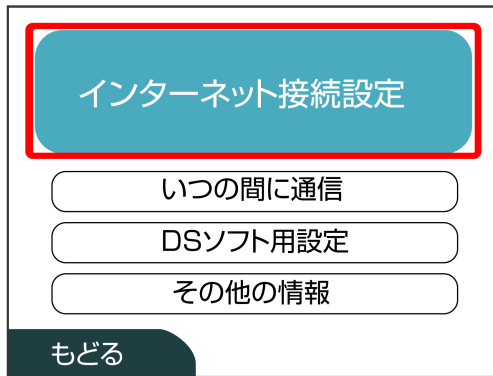 インターネット接続設定
いつの間に通信
DSソフト用設定
その他の情報
もどる